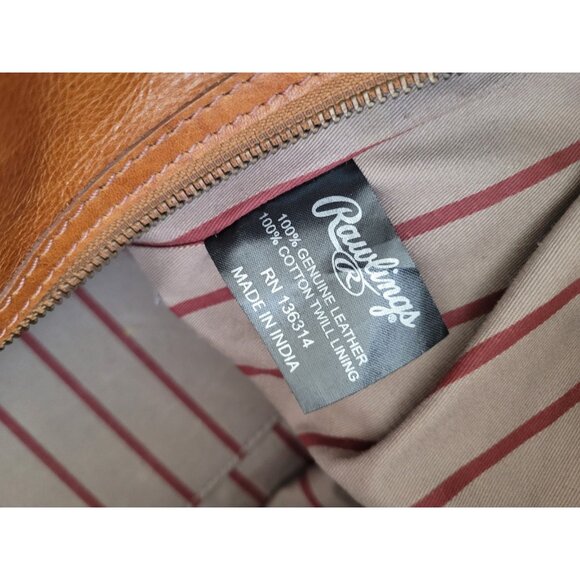 Rawlings
R
100% GENUINE LEATHER
100% COTTON TWILL LINING
RN 136314
MADE IN INDIA